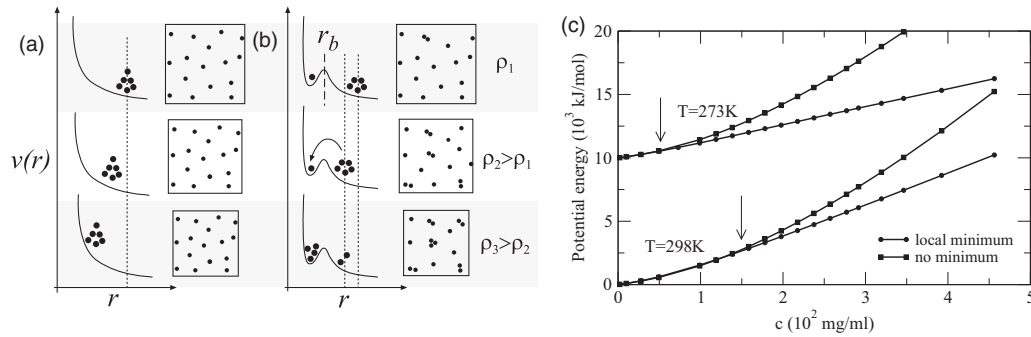 (a)
(b)
r_b
ρ1
v(r)
ρ2>ρ1
ρ3>ρ2
r
r
(c)
20
15
10
5
0
Potential energy (10^3 kJ/mol)
T=273K
T=298K
local minimum
no minimum
0 1 2 3 4 5
c (10^2 mg/ml)